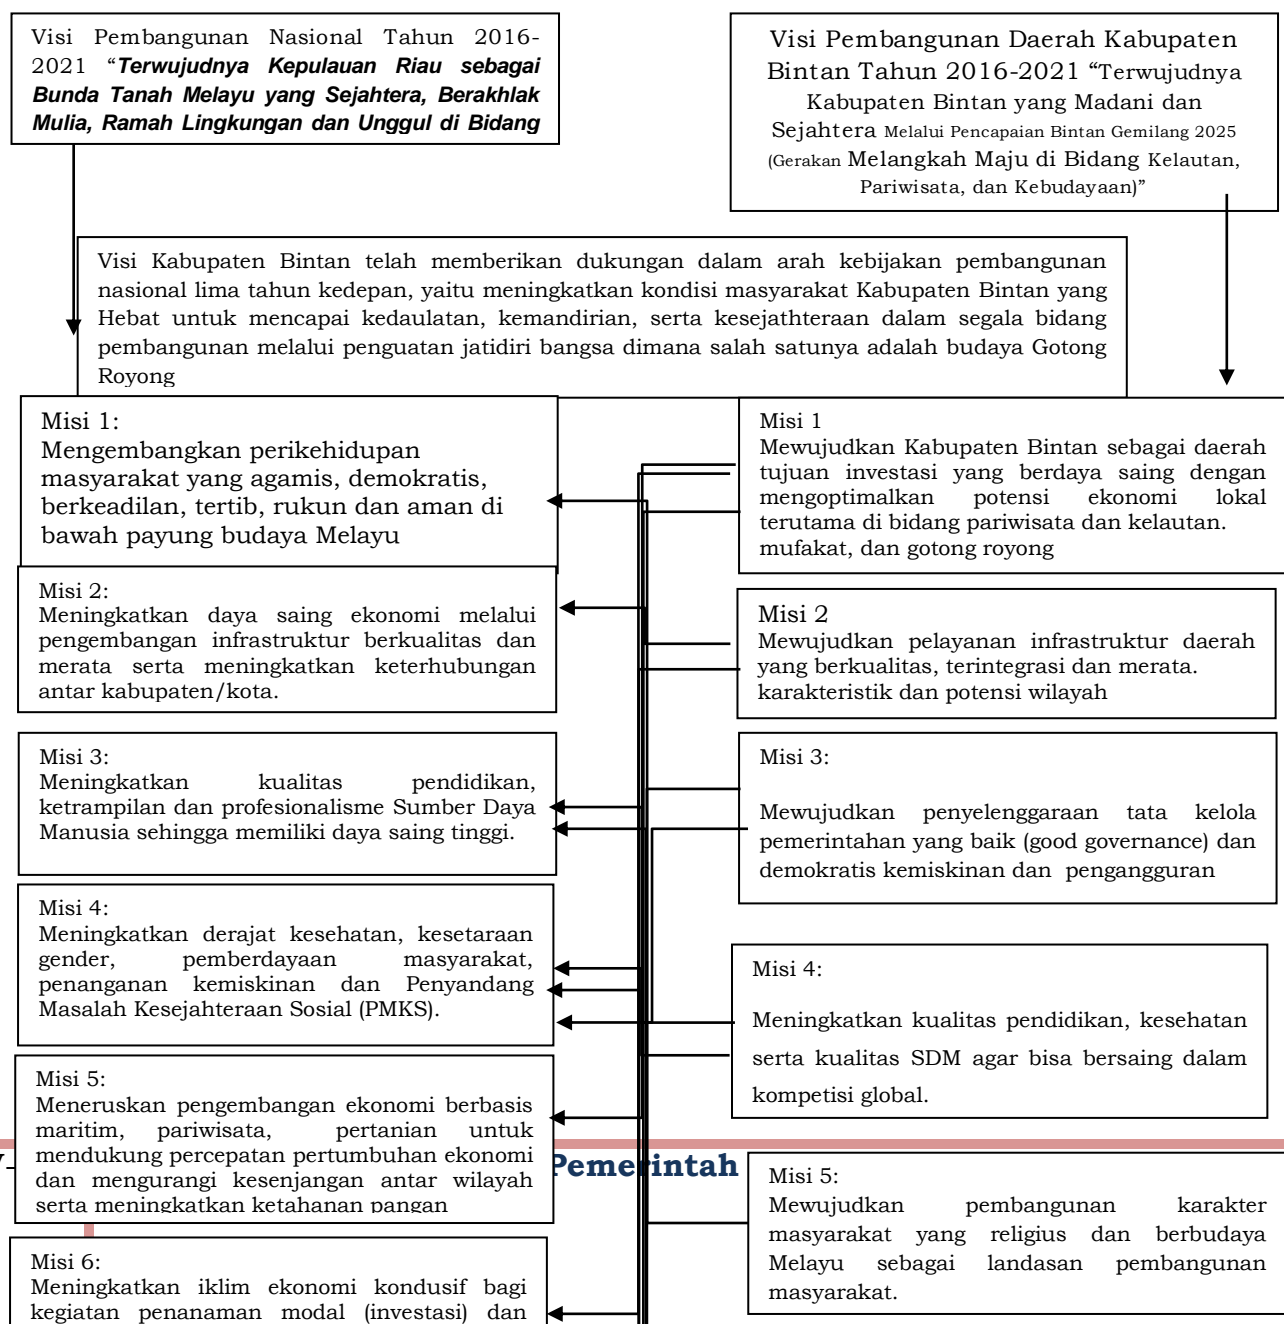 Visi Pembangunan Nasional Tahun 2016-
2021 “Terwujudnya Kepulauan Riau sebagai
Bunda Tanah Melayu yang Sejahtera, Berakhlak
Mulia, Ramah Lingkungan dan Unggul di Bidang
Visi Pembangunan Daerah Kabupaten
Bintan Tahun 2016-2021 “Terwujudnya
Kabupaten Bintan yang Madani dan
Sejahtera Melalui Pencapaian Bintan Gemilang 2025
(Gerakan Melangkah Maju di Bidang Kelautan,
Pariwisata, dan Kebudayaan)”
Visi Kabupaten Bintan telah memberikan dukungan dalam arah kebijakan pembangunan
nasional lima tahun kedepan, yaitu meningkatkan kondisi masyarakat Kabupaten Bintan yang
Hebat untuk mencapai kedaulatan, kemandirian, serta kesejathteraan dalam segala bidang
pembangunan melalui penguatan jatidiri bangsa dimana salah satunya adalah budaya Gotong
Royong
Misi 1:
Mengembangkan perikehidupan
masyarakat yang agamis, demokratis,
berkeadilan, tertib, rukun dan aman di
bawah payung budaya Melayu
Misi 2:
Meningkatkan daya saing ekonomi melalui
pengembangan infrastruktur berkualitas dan
merata serta meningkatkan keterhubungan
antar kabupaten/kota.
Misi 3:
Meningkatkan kualitas pendidikan,
ketrampilan dan profesionalisme Sumber Daya
Manusia sehingga memiliki daya saing tinggi.
Misi 4:
Meningkatkan derajat kesehatan, kesetaraan
gender, pemberdayaan masyarakat,
penanganan kemiskinan dan Penyandang
Masalah Kesejahteraan Sosial (PMKS).
Misi 5:
Meneruskan pengembangan ekonomi berbasis
maritim, pariwisata, pertanian untuk
mendukung percepatan pertumbuhan ekonomi
dan mengurangi kesenjangan antar wilayah
serta meningkatkan ketahanan pangan
Misi 6:
Meningkatkan iklim ekonomi kondusif bagi
kegiatan penanaman modal (investasi) dan
Misi 1
Mewujudkan Kabupaten Bintan sebagai daerah
tujuan investasi yang berdaya saing dengan
mengoptimalkan potensi ekonomi lokal
terutama di bidang pariwisata dan kelautan.
mufakat, dan gotong royong
Misi 2
Mewujudkan pelayanan infrastruktur daerah
yang berkualitas, terintegrasi dan merata.
karakteristik dan potensi wilayah
Misi 3:
Mewujudkan penyelenggaraan tata kelola
pemerintahan yang baik (good governance) dan
demokratis kemiskinan dan pengangguran
Misi 4:
Meningkatkan kualitas pendidikan, kesehatan
serta kualitas SDM agar bisa bersaing dalam
kompetisi global.
Pemerintah
Misi 5:
Mewujudkan pembangunan karakter
masyarakat yang religius dan berbudaya
Melayu sebagai landasan pembangunan
masyarakat.